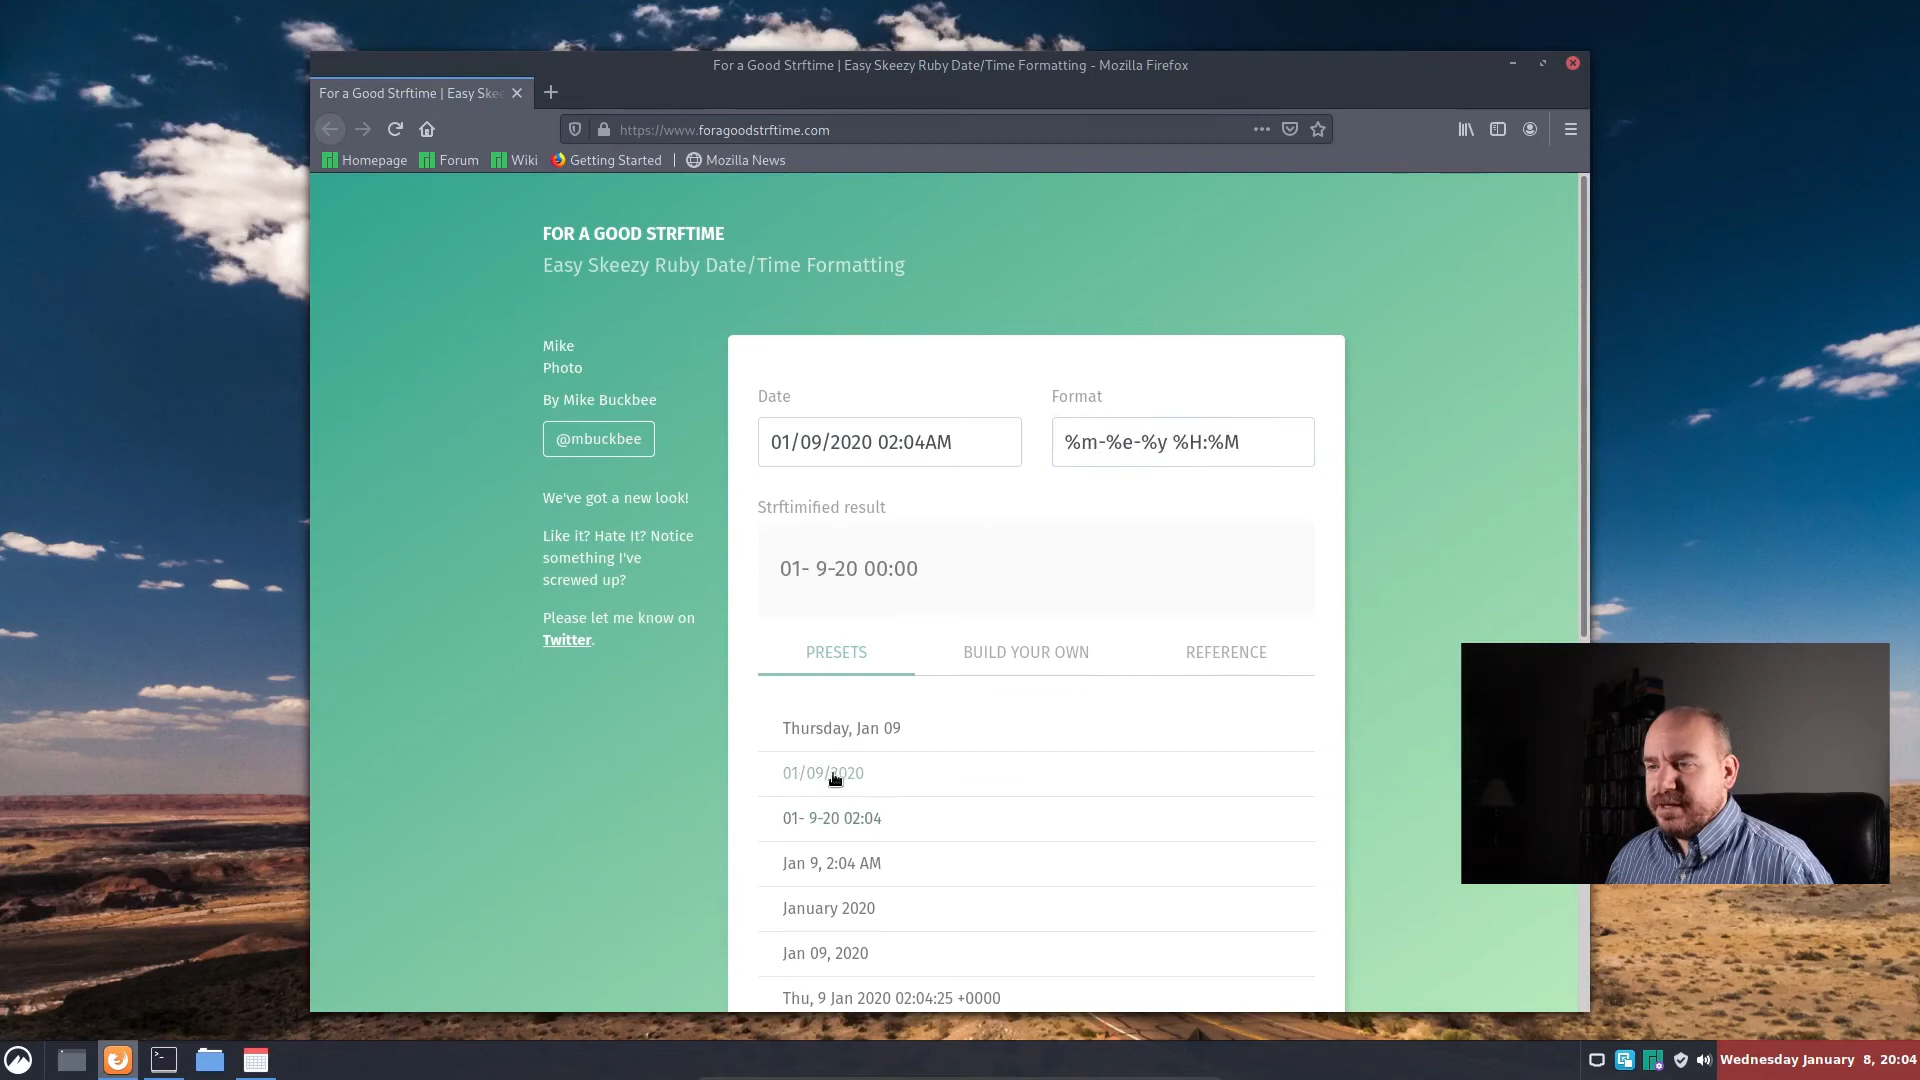 For a Good Strftime | Easy Skeezy Ruby Date/Time Formatting - Mozilla Firefox
For a Good Strftime | Easy Skee
https://www.foragoodstrftime.com
Homepage Forum Wiki Getting Started | Mozilla News
FOR A GOOD STRFTIME
Easy Skeezy Ruby Date/Time Formatting
Mike
Photo
By Mike Buckbee
@mbuckbee
We've got a new look!
Like it? Hate It? Notice
something I've
screwed up?
Please let me know on
Twitter.
Date Format
01/09/2020 02:04AM %m-%e-%y %H:%M
Strftimified result
01- 9-20 00:00
PRESETS BUILD YOUR OWN REFERENCE
Thursday, Jan 09
01/09/2020
01- 9-20 02:04
Jan 9, 2:04 AM
January 2020
Jan 09, 2020
Thu, 9 Jan 2020 02:04:25 +0000
Wednesday January  8, 20:04